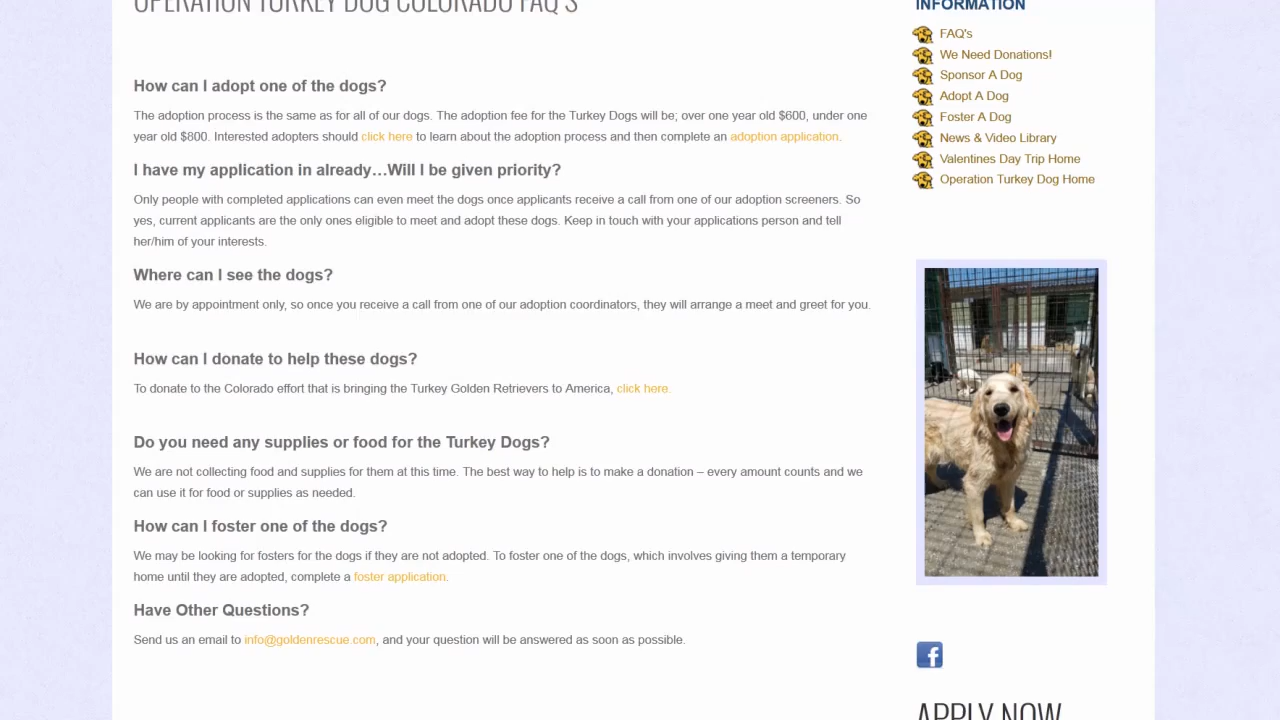 OPERATION TURKEY DOG COLORADO FAQ'S
How can I adopt one of the dogs?
The adoption process is the same as for all of our dogs. The adoption fee for the Turkey Dogs will be; over one year old $600, under one
year old $800. Interested adopters should click here to learn about the adoption process and then complete an adoption application.
I have my application in already…Will I be given priority?
Only people with completed applications can even meet the dogs once applicants receive a call from one of our adoption screeners. So
yes, current applicants are the only ones eligible to meet and adopt these dogs. Keep in touch with your applications person and tell
her/him of your interests.
Where can I see the dogs?
We are by appointment only, so once you receive a call from one of our adoption coordinators, they will arrange a meet and greet for you.
How can I donate to help these dogs?
To donate to the Colorado effort that is bringing the Turkey Golden Retrievers to America, click here.
Do you need any supplies or food for the Turkey Dogs?
We are not collecting food and supplies for them at this time. The best way to help is to make a donation – every amount counts and we
can use it for food or supplies as needed.
How can I foster one of the dogs?
We may be looking for fosters for the dogs if they are not adopted. To foster one of the dogs, which involves giving them a temporary
home until they are adopted, complete a foster application.
Have Other Questions?
Send us an email to info@goldenrescue.com, and your question will be answered as soon as possible.
INFORMATION
FAQ's
We Need Donations!
Sponsor A Dog
Adopt A Dog
Foster A Dog
News & Video Library
Valentines Day Trip Home
Operation Turkey Dog Home
f
APPLY NOW